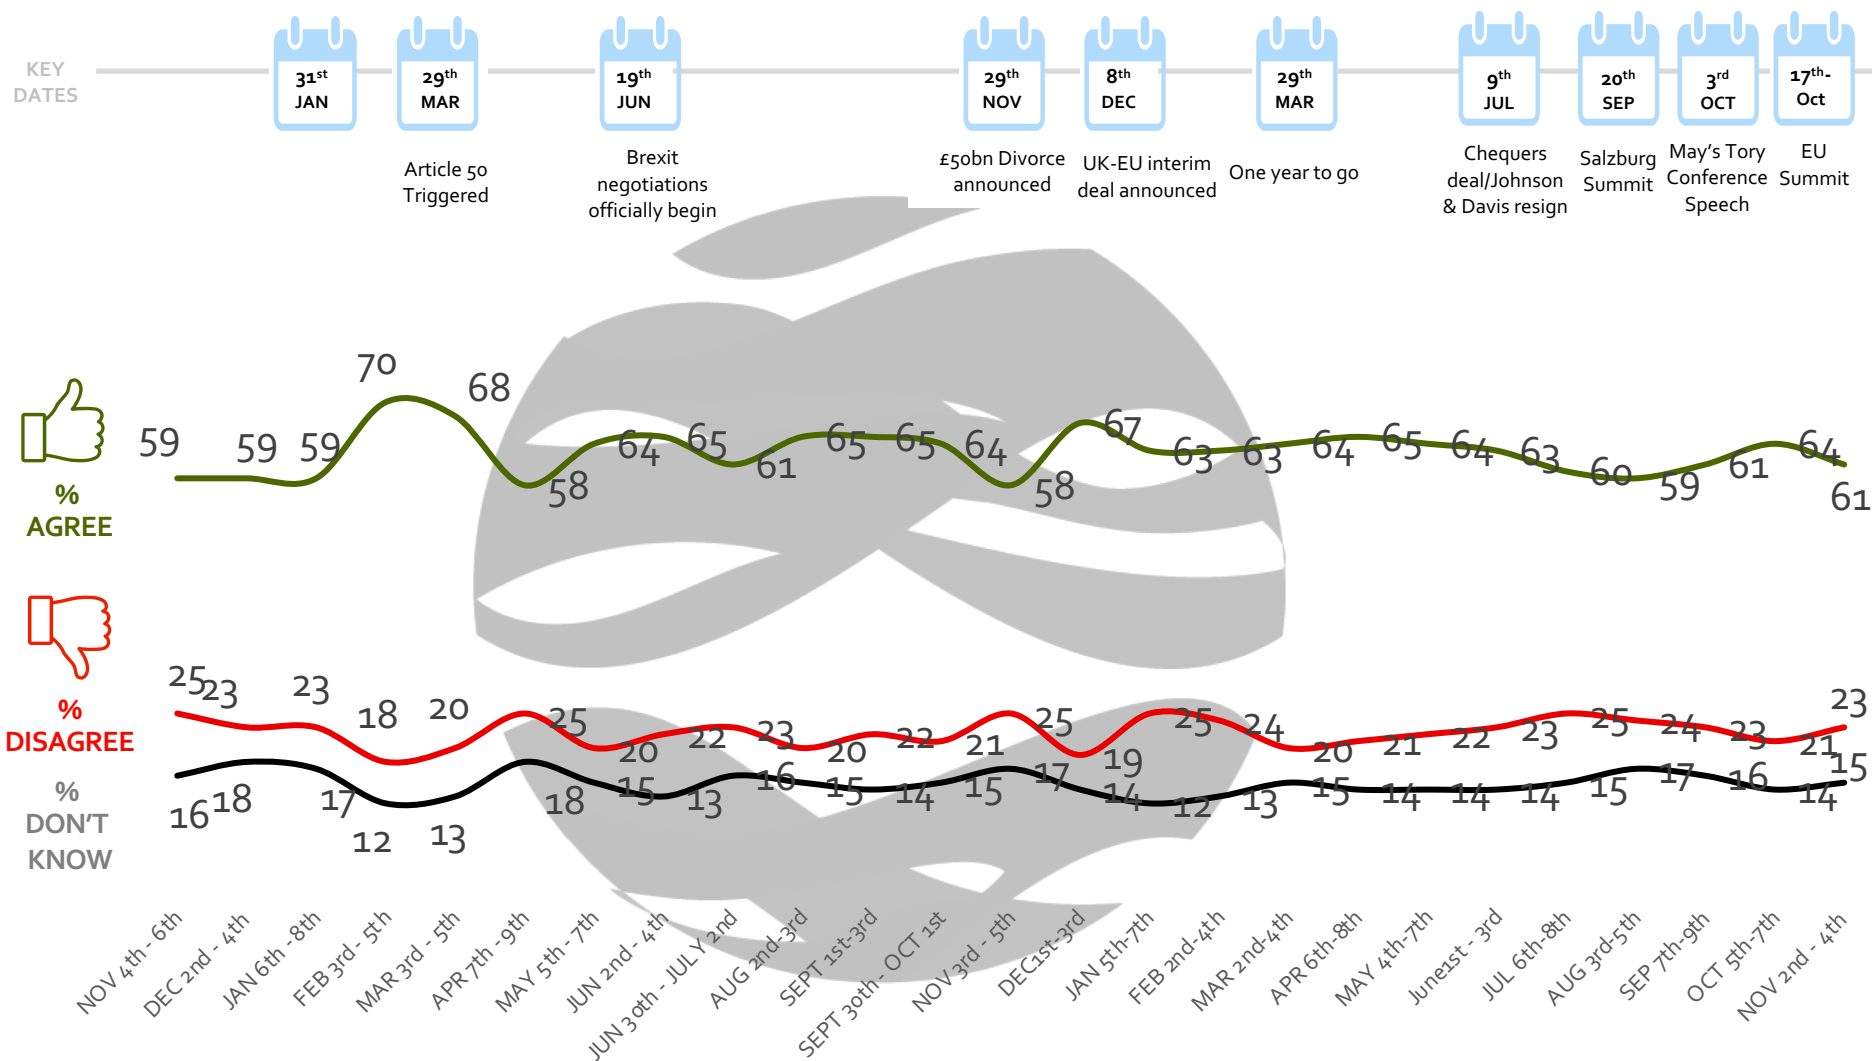 KEY
DATES
31st
JAN
29th
MAR
19th
JUN
29th
NOV
8th
DEC
29th
MAR
9th
JUL
20th
SEP
3rd
OCT
17th-
Oct
Article 50
Triggered
Brexit
negotiations
officially begin
£50bn Divorce
announced
UK-EU interim
deal announced
One year to go
Chequers
deal/Johnson
& Davis resign
Salzburg
Summit
May's Tory
Conference
Speech
EU
Summit
%
AGREE
59 59 59 70 68 58 64 65 61 65 65 64 58 67 63 63 64 65 64 63 60 59 61 64 61
%
DISAGREE
25 23 23 18 20 25 20 22 23 20 22 21 25 19 25 24 20 21 22 23 25 24 23 21 23
%
DON'T
KNOW
16 18 17 12 13 18 15 13 16 15 14 15 17 14 12 13 15 14 14 14 15 17 16 14 15
NOV 4th - 6th
DEC 2nd - 4th
JAN 6th - 8th
FEB 3rd - 5th
MAR 3rd - 5th
APR 7th - 9th
MAY 5th - 7th
JUN 2nd - 4th
JUN 30th - JULY 2nd
AUG 2nd-3rd
SEPT 1st-3rd
SEPT 30th- OCT 1st
NOV 3rd - 5th
DEC1st-3rd
JAN 5th-7th
FEB 2nd-4th
MAR 2nd-4th
APR 6th-8th
MAY 4th-7th
June1st - 3rd
JUL 6th-8th
AUG 3rd-5th
SEP 7th-9th
OCT 5th-7th
NOV 2nd - 4th